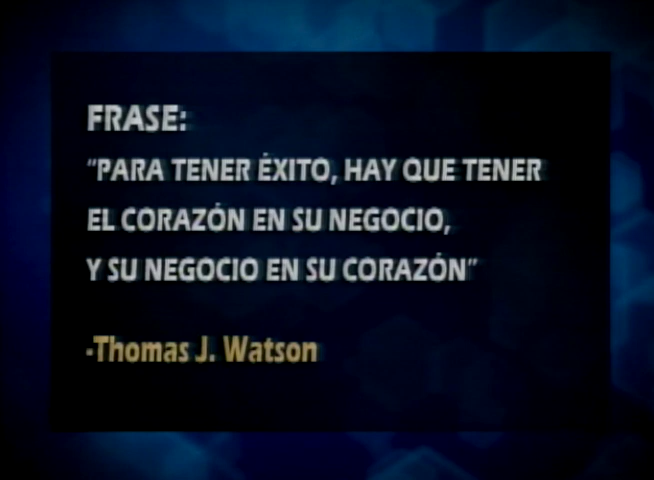 FRASE:
"PARA TENER ÉXITO, HAY QUE TENER
EL CORAZÓN EN SU NEGOCIO,
Y SU NEGOCIO EN SU CORAZÓN"
-Thomas J. Watson